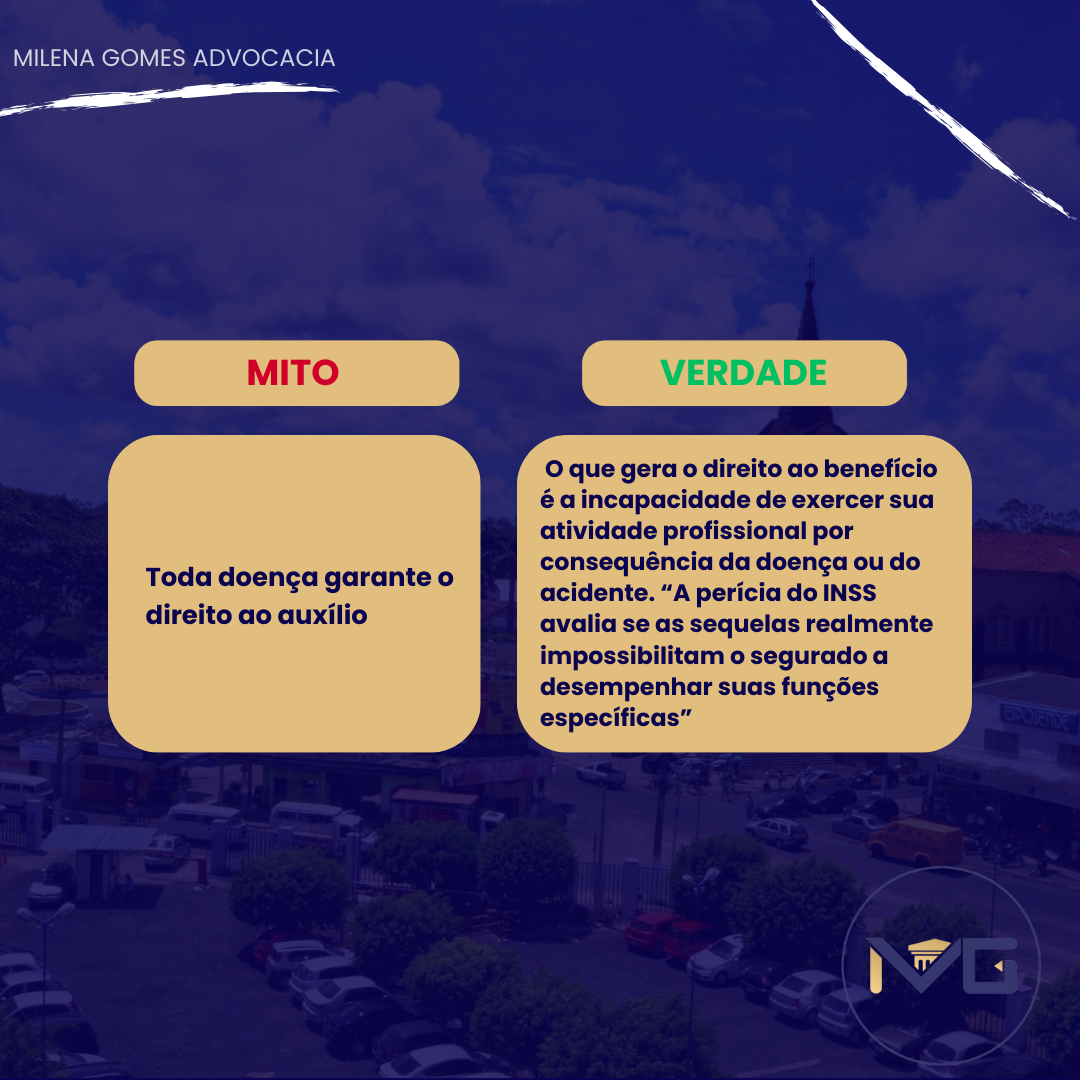 MILENA GOMES ADVOCACIA
MITO
Toda doença garante o
direito ao auxílio
VERDADE
O que gera o direito ao benefício
é a incapacidade de exercer sua
atividade profissional por
consequência da doença ou do
acidente. “A perícia do INSS
avalia se as sequelas realmente
impossibilitam o segurado a
desempenhar suas funções
específicas”
ESPOSENDE
MG